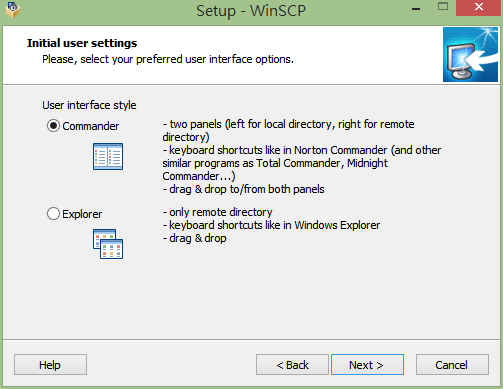 Setup - WinSCP
Initial user settings
Please, select your preferred user interface options.
User interface style
Commander
- two panels (left for local directory, right for remote
directory)
- keyboard shortcuts like in Norton Commander (and other
similar programs as Total Commander, Midnight
Commander...)
- drag & drop to/from both panels
Explorer
- only remote directory
- keyboard shortcuts like in Windows Explorer
- drag & drop
Help
< Back
Next >
Cancel